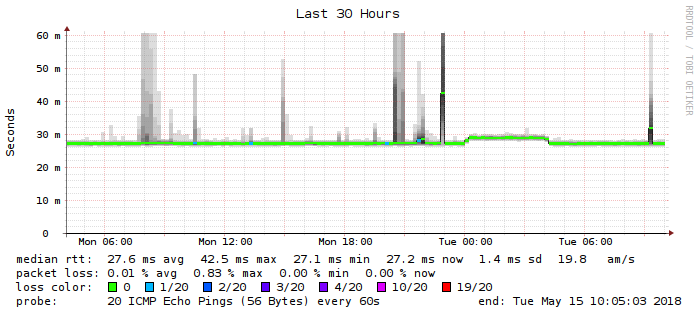 Last 30 Hours
RRDTOOL / TOBI OETIKER
Seconds
60 m
50 m
40 m
30 m
20 m
10 m
0
Mon 06:00 Mon 12:00 Mon 18:00 Tue 00:00 Tue 06:00
median rtt: 27.6 ms avg 42.5 ms max 27.1 ms min 27.2 ms now 1.4 ms sd 19.8 am/s
packet loss: 0.01 % avg 0.83 % max 0.00 % min 0.00 % now
loss color: 0 1/20 2/20 3/20 4/20 10/20 19/20
probe: 20 ICMP Echo Pings (56 Bytes) every 60s end: Tue May 15 10:05:03 2018